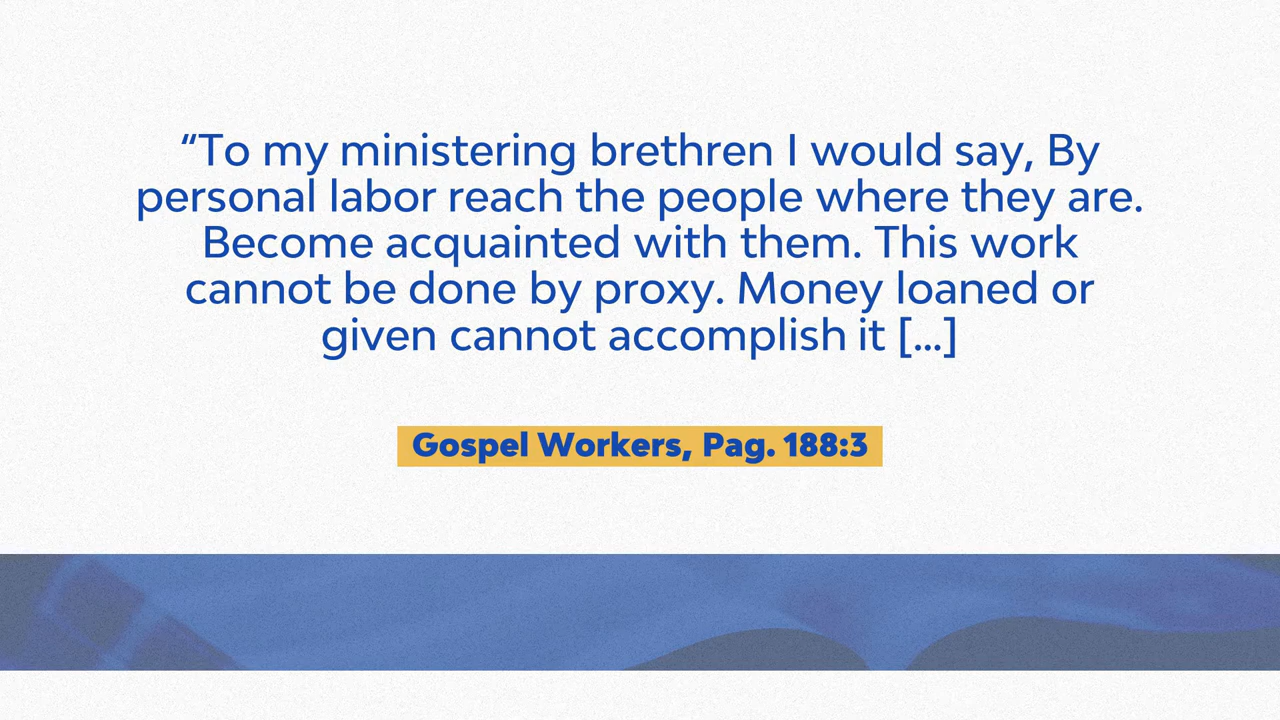 “To my ministering brethren I would say, By
personal labor reach the people where they are.
Become acquainted with them. This work
cannot be done by proxy. Money loaned or
given cannot accomplish it [...]
Gospel Workers, Pag. 188:3